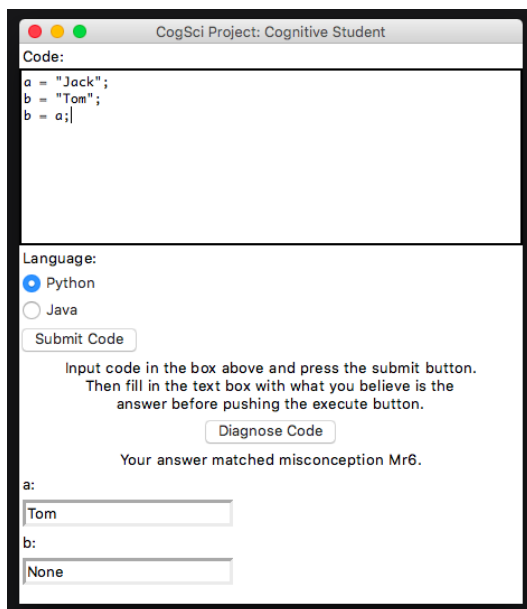 CogSci Project: Cognitive Student
Code:
a = "Jack";
b = "Tom";
b = a;
Language:
Python
Java
Submit Code
Input code in the box above and press the submit button.
Then fill in the text box with what you believe is the
answer before pushing the execute button.
Diagnose Code
Your answer matched misconception Mr6.
a:
Tom
b:
None